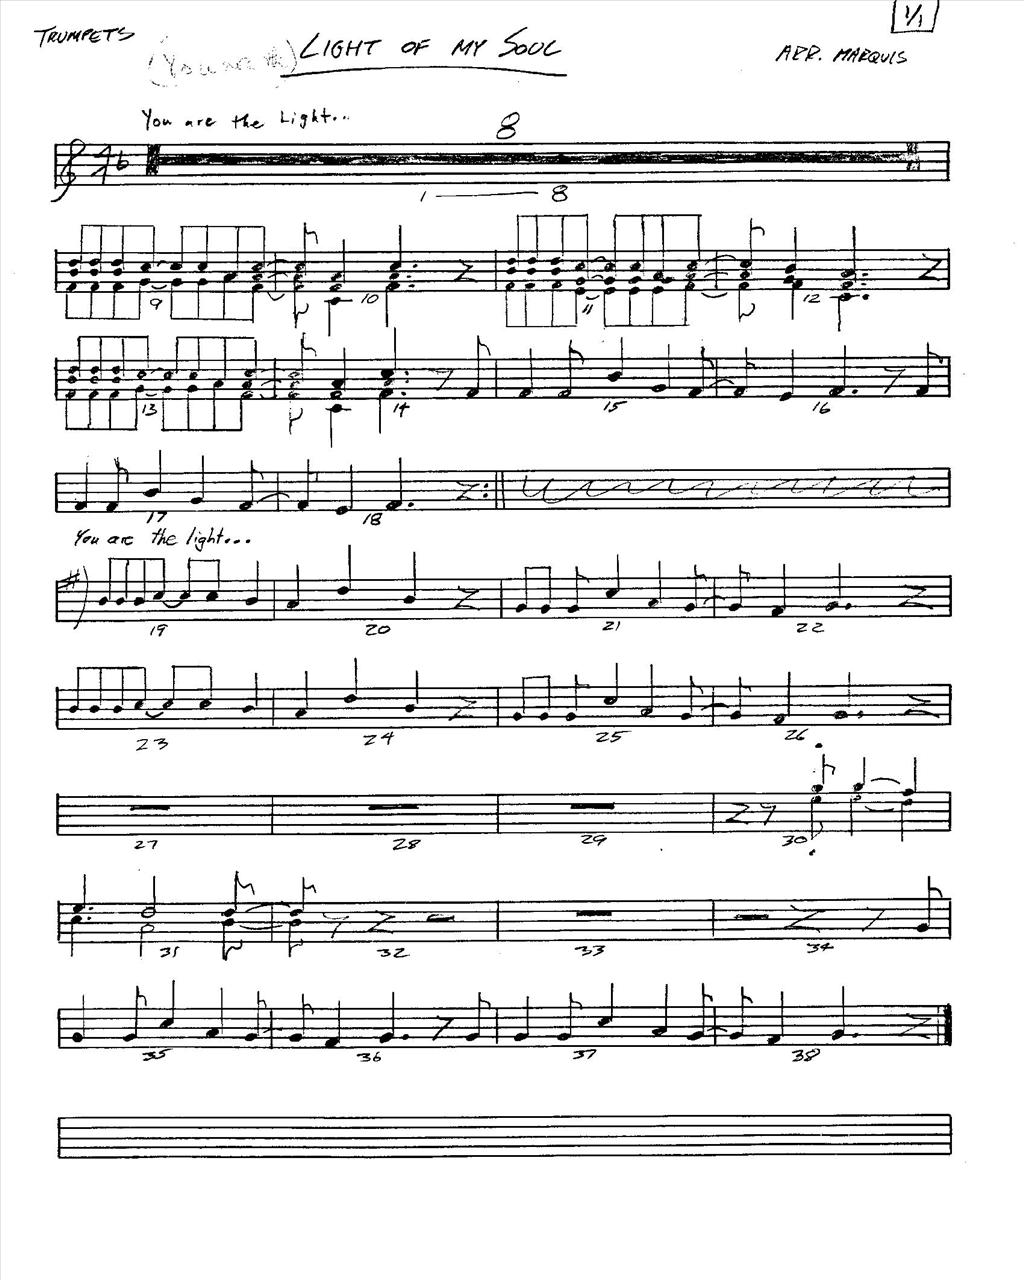 1/1
TRUMPETS
(You are the) LIGHT OF MY SOUL
ARR. MARQUIS
You are the Light...
8
1 — 8
9 10 11 12
13 14 15 16
17 18
You are the light...
19 20 21 22
23 24 25 26
27 28 29 30
31 32 33 34
35 36 37 38